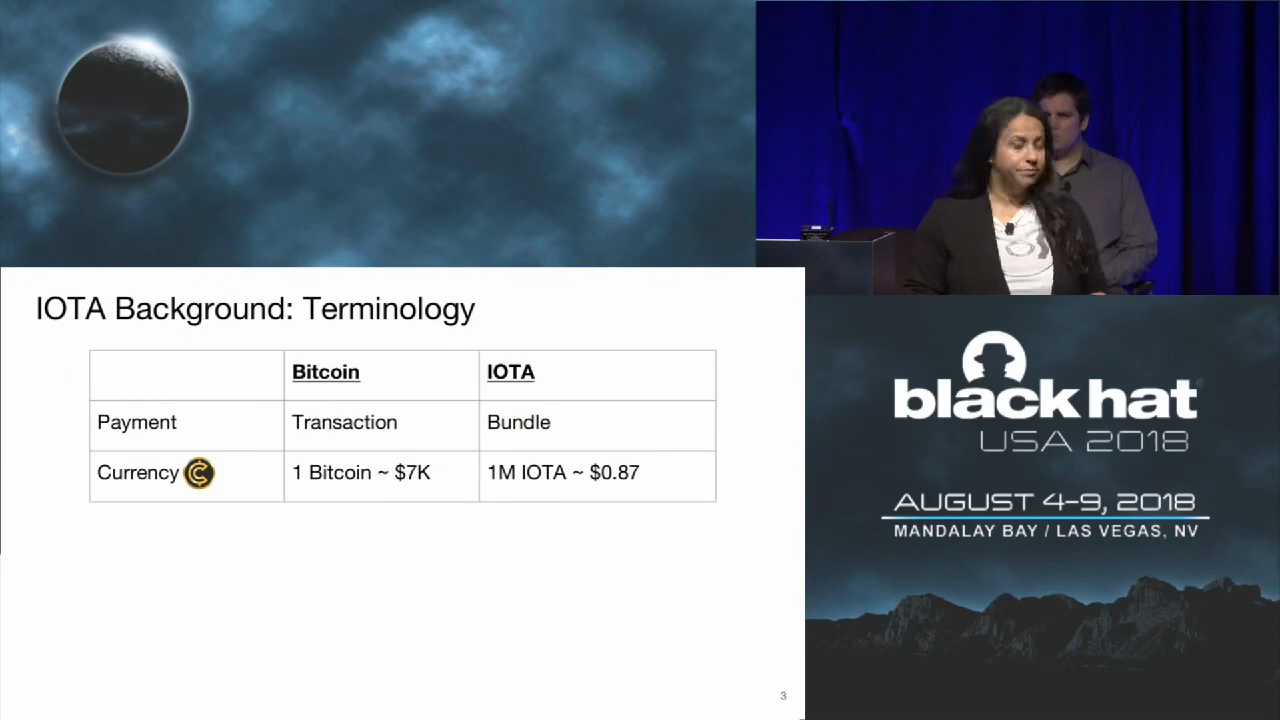 IOTA Background: Terminology
Bitcoin IOTA
Payment Transaction Bundle
Currency 1 Bitcoin ~ $7K 1M IOTA ~ $0.87
3
black hat
USA 2018
AUGUST 4-9, 2018
MANDALAY BAY / LAS VEGAS, NV